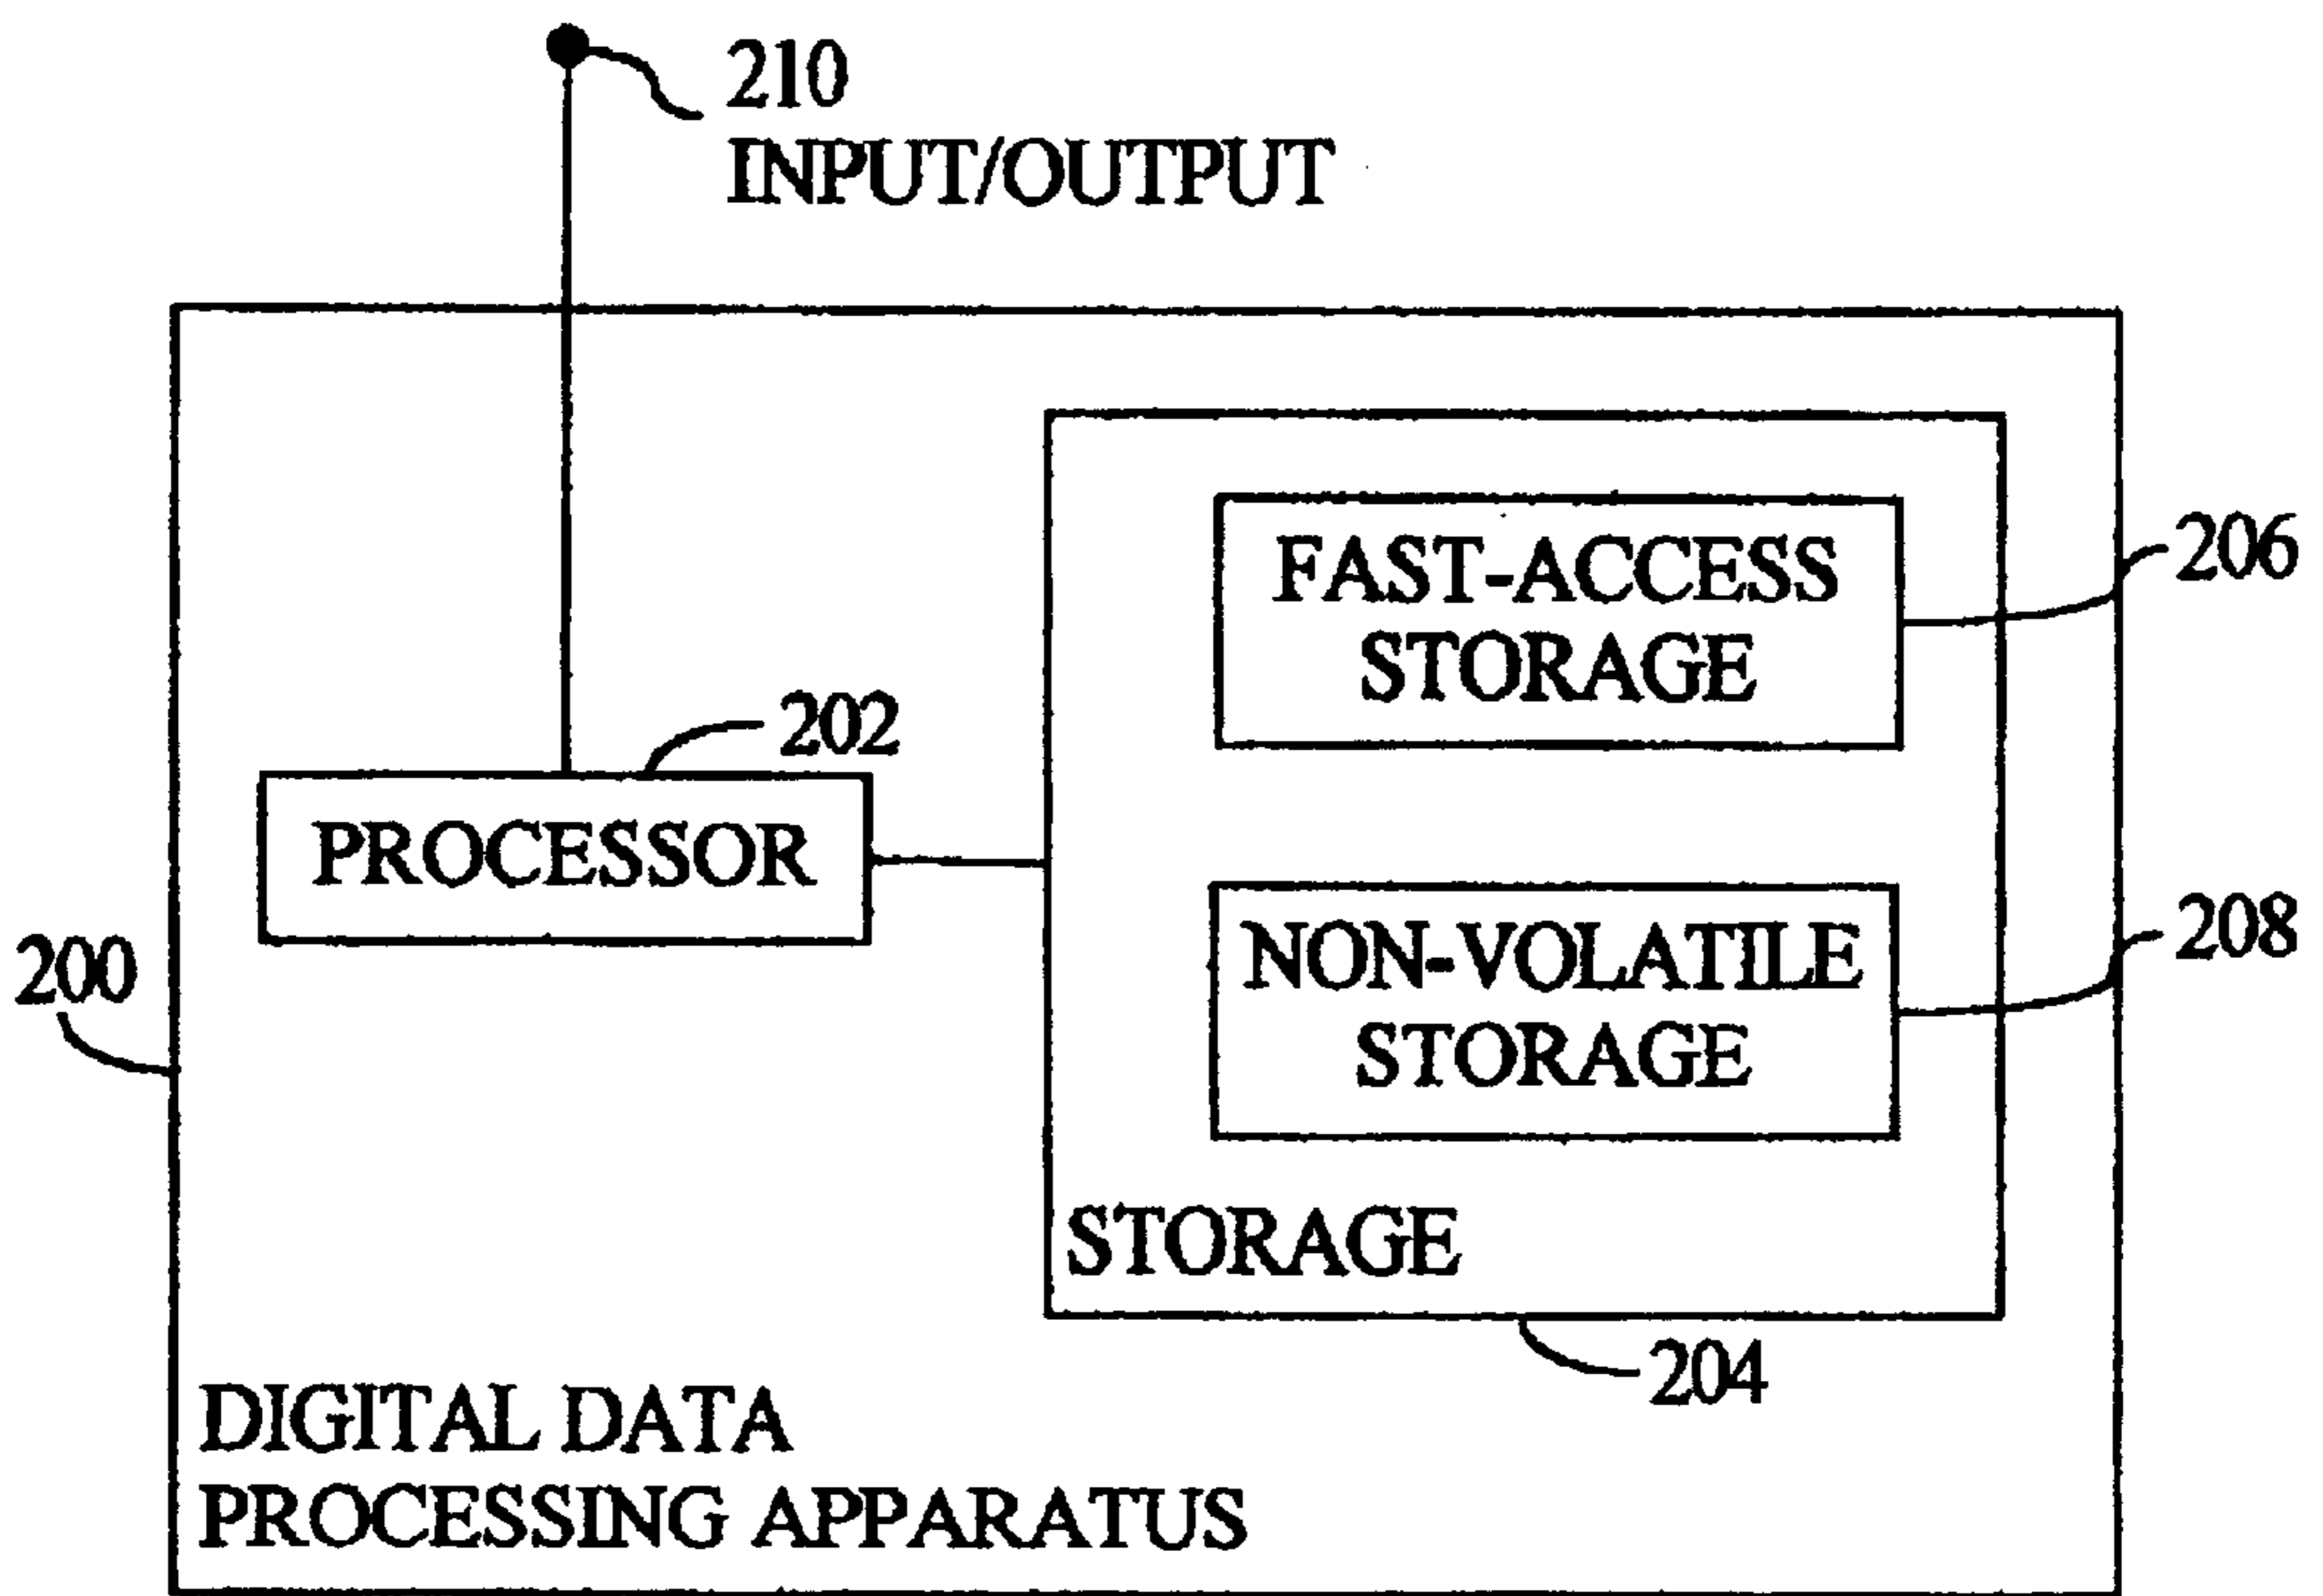 210
INPUT/OUTPUT
FAST-ACCESS
STORAGE
206
202
PROCESSOR
NON-VOLATILE
STORAGE
208
200
STORAGE
204
DIGITAL DATA
PROCESSING APPARATUS